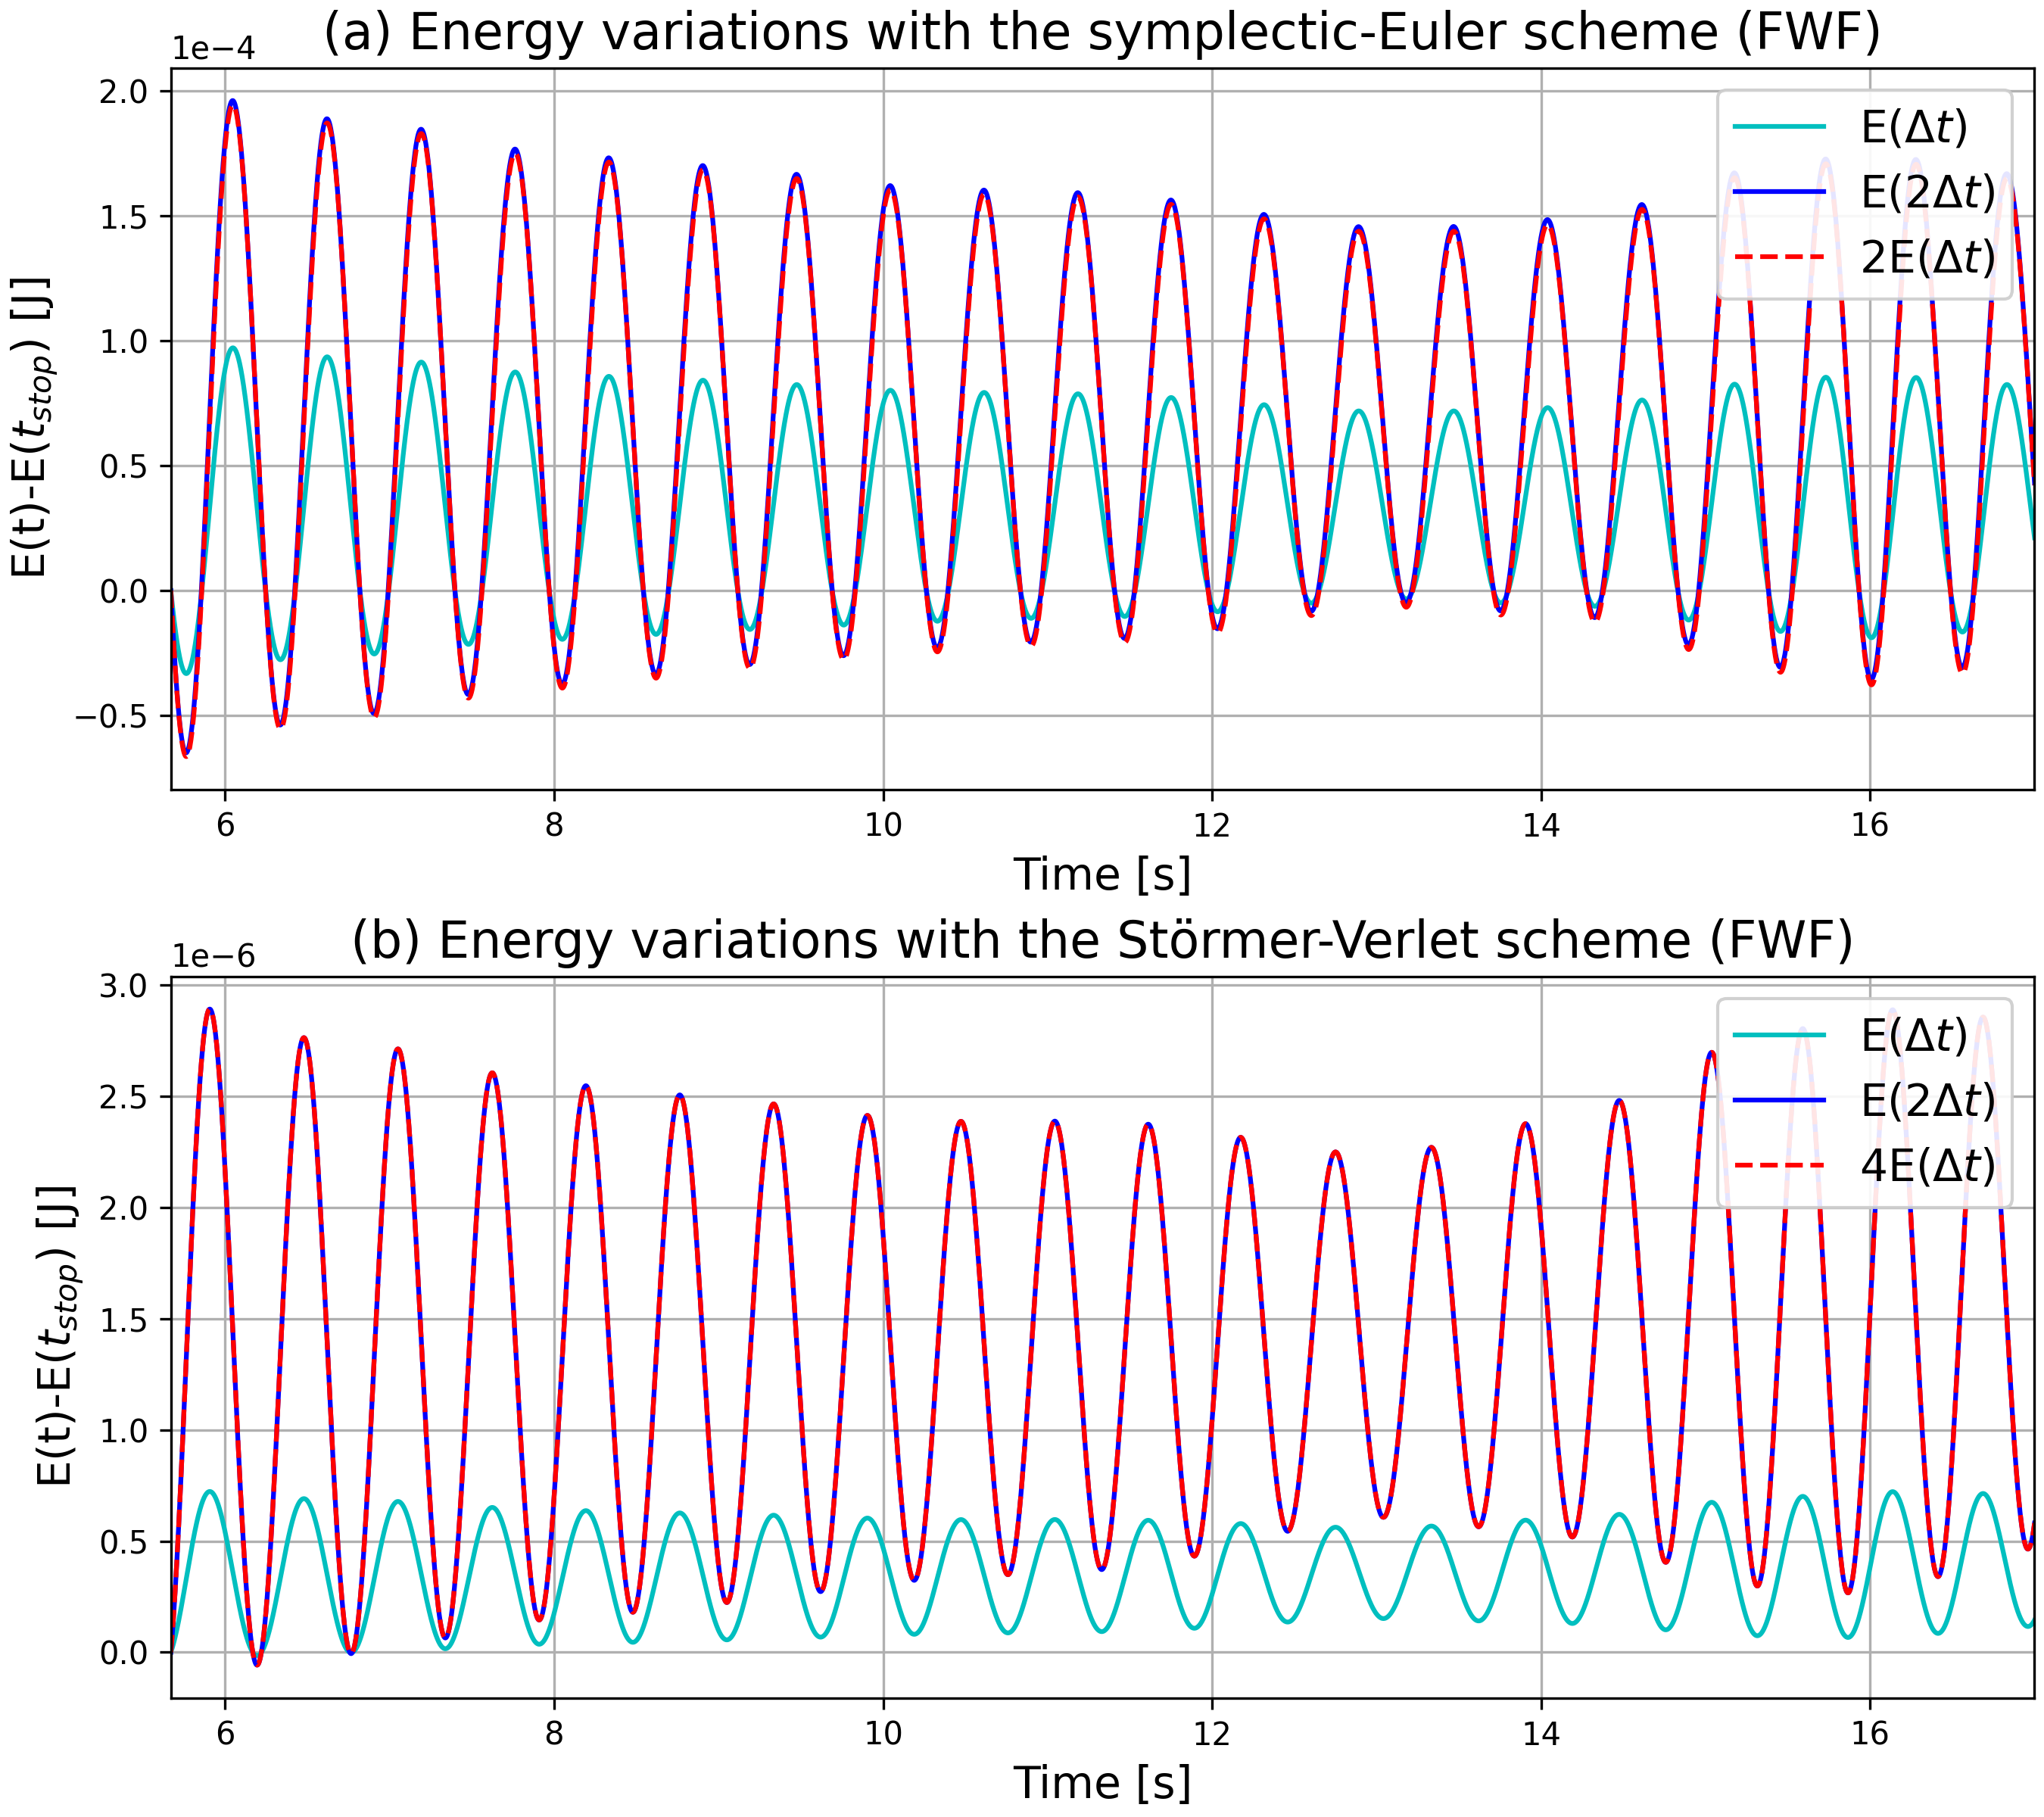 (a) Energy variations with the symplectic-Euler scheme (FWF)
1e−4
2.0
1.5
1.0
0.5
0.0
−0.5
E(t)-E(t_stop) [J]
E(Δt)
E(2Δt)
2E(Δt)
6 8 10 12 14 16
Time [s]
(b) Energy variations with the Störmer-Verlet scheme (FWF)
1e−6
3.0
2.5
2.0
1.5
1.0
0.5
0.0
E(t)-E(t_stop) [J]
E(Δt)
E(2Δt)
4E(Δt)
6 8 10 12 14 16
Time [s]